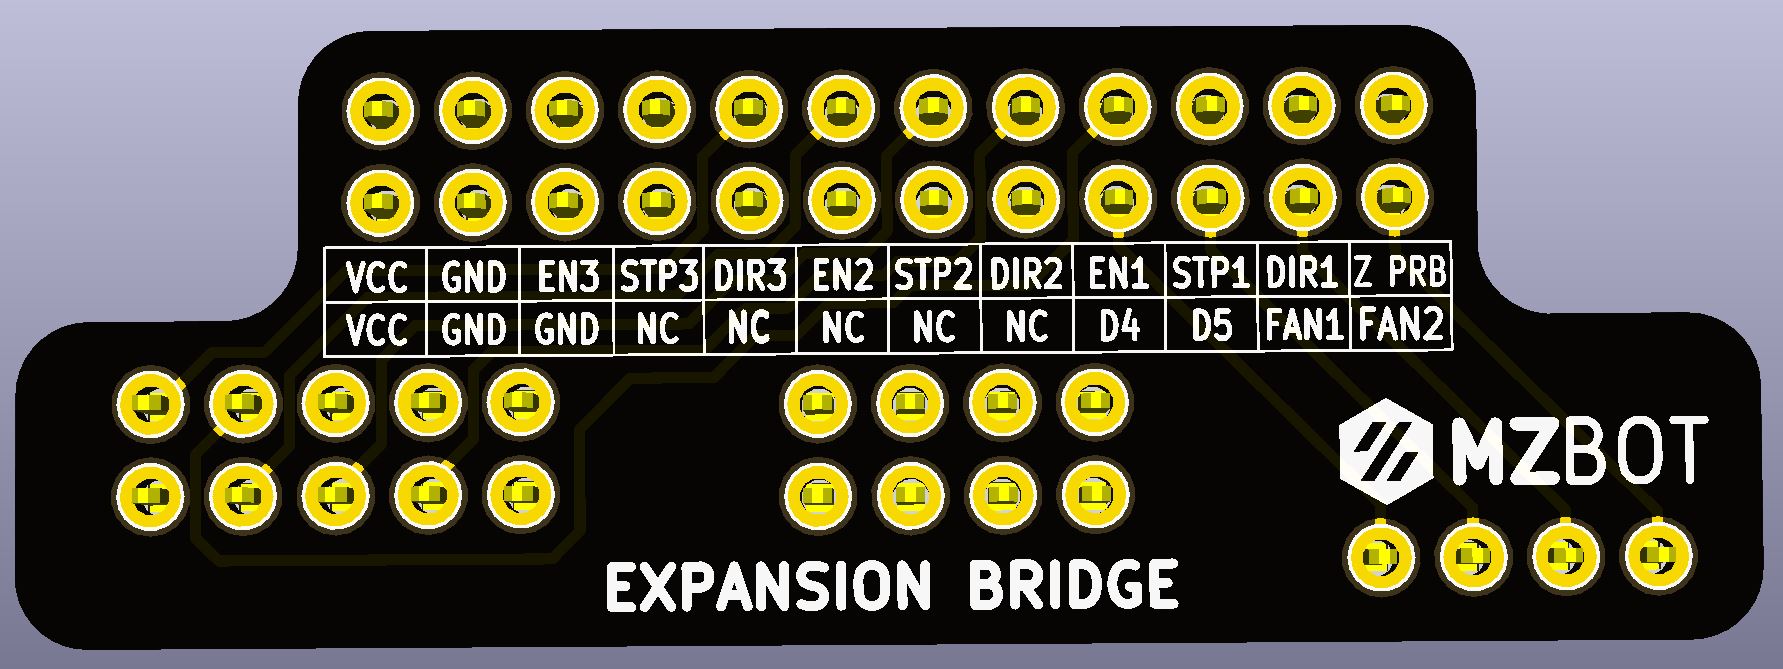 VCC GND EN3 STP3 DIR3 EN2 STP2 DIR2 EN1 STP1 DIR1 Z PRB
VCC GND GND NC NC NC NC NC D4 D5 FAN1 FAN2
MZBOT
EXPANSION BRIDGE